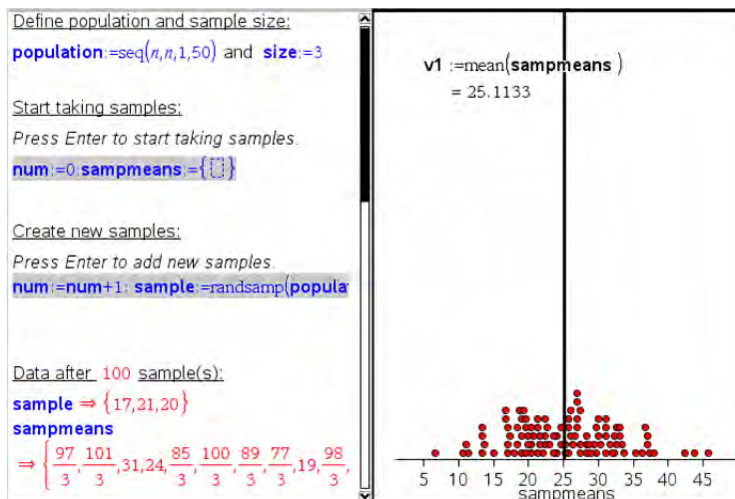 Define population and sample size:
population:=seq(n,n,1,50) and size:=3
Start taking samples:
Press Enter to start taking samples.
num:=0:sampmeans:={▯}
Create new samples:
Press Enter to add new samples.
num:=num+1: sample:=randsamp(popula
Data after 100 sample(s):
sample ⇒ {17,21,20}
sampmeans
⇒ {97/3,101/3,31,24,85/3,100/3,89/3,77/3,19,98/3,
v1 :=mean(sampmeans )
= 25.1133
5 10 15 20 25 30 35 40 45
sampmeans